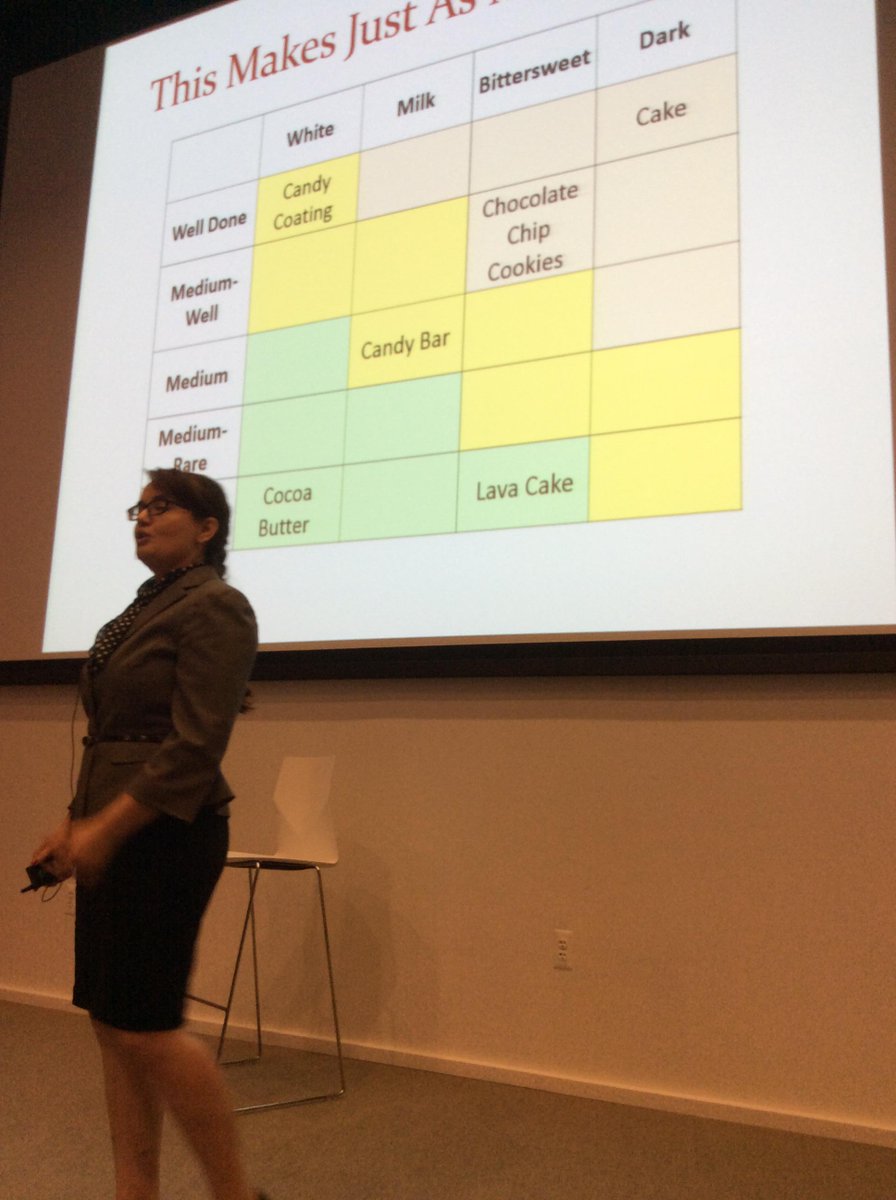 This Makes Just As
White Milk Bittersweet Dark
Well Done
Candy
Coating
Cake
Medium-
Well
Chocolate
Chip
Cookies
Medium
Candy Bar
Medium-
Rare
Cocoa
Butter
Lava Cake